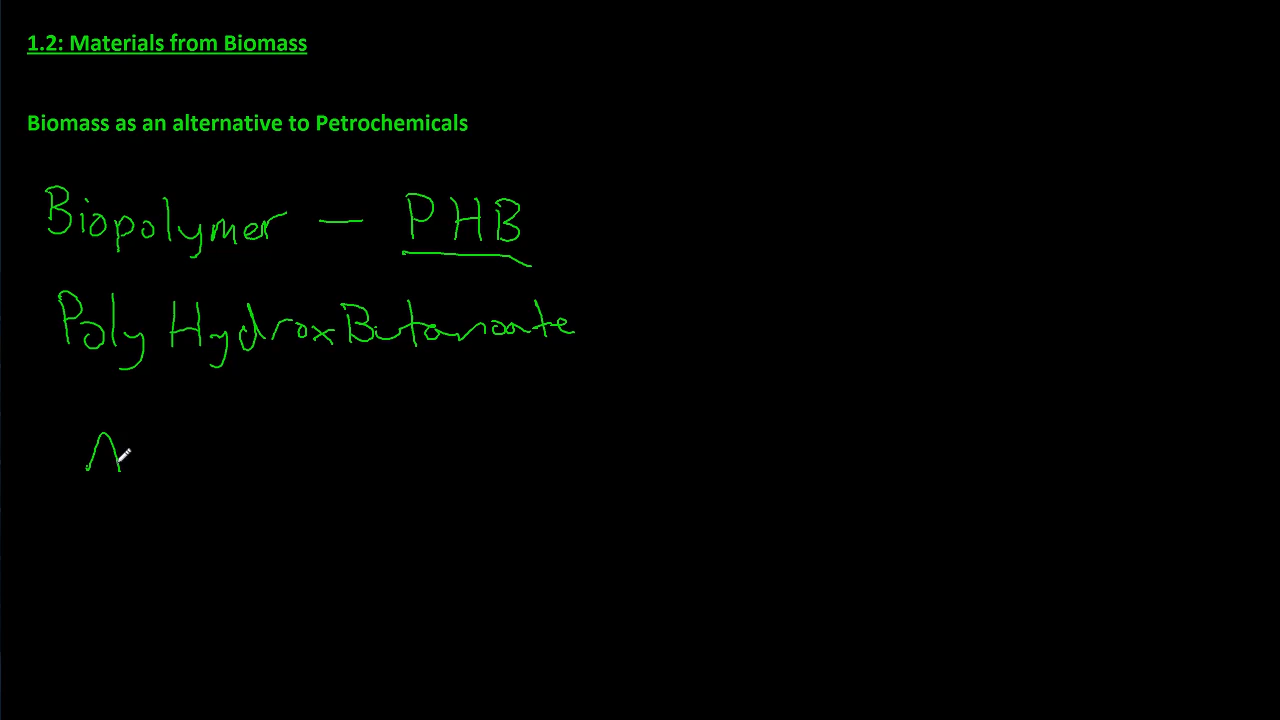 1.2: Materials from Biomass
Biomass as an alternative to Petrochemicals
Biopolymer — PHB
Poly HydroxButanoate